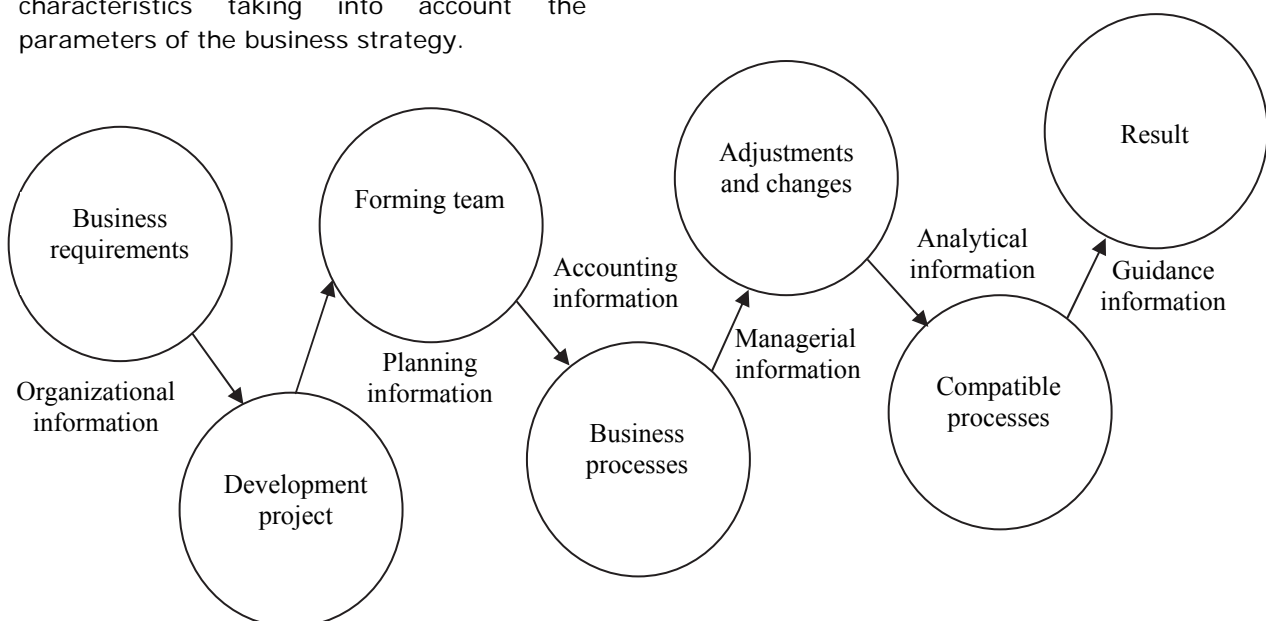 characteristics taking into account the
parameters of the business strategy.
Business
requirements
Organizational
information
Development
project
Forming team
Planning
information
Accounting
information
Business
processes
Managerial
information
Adjustments
and changes
Analytical
information
Compatible
processes
Guidance
information
Result